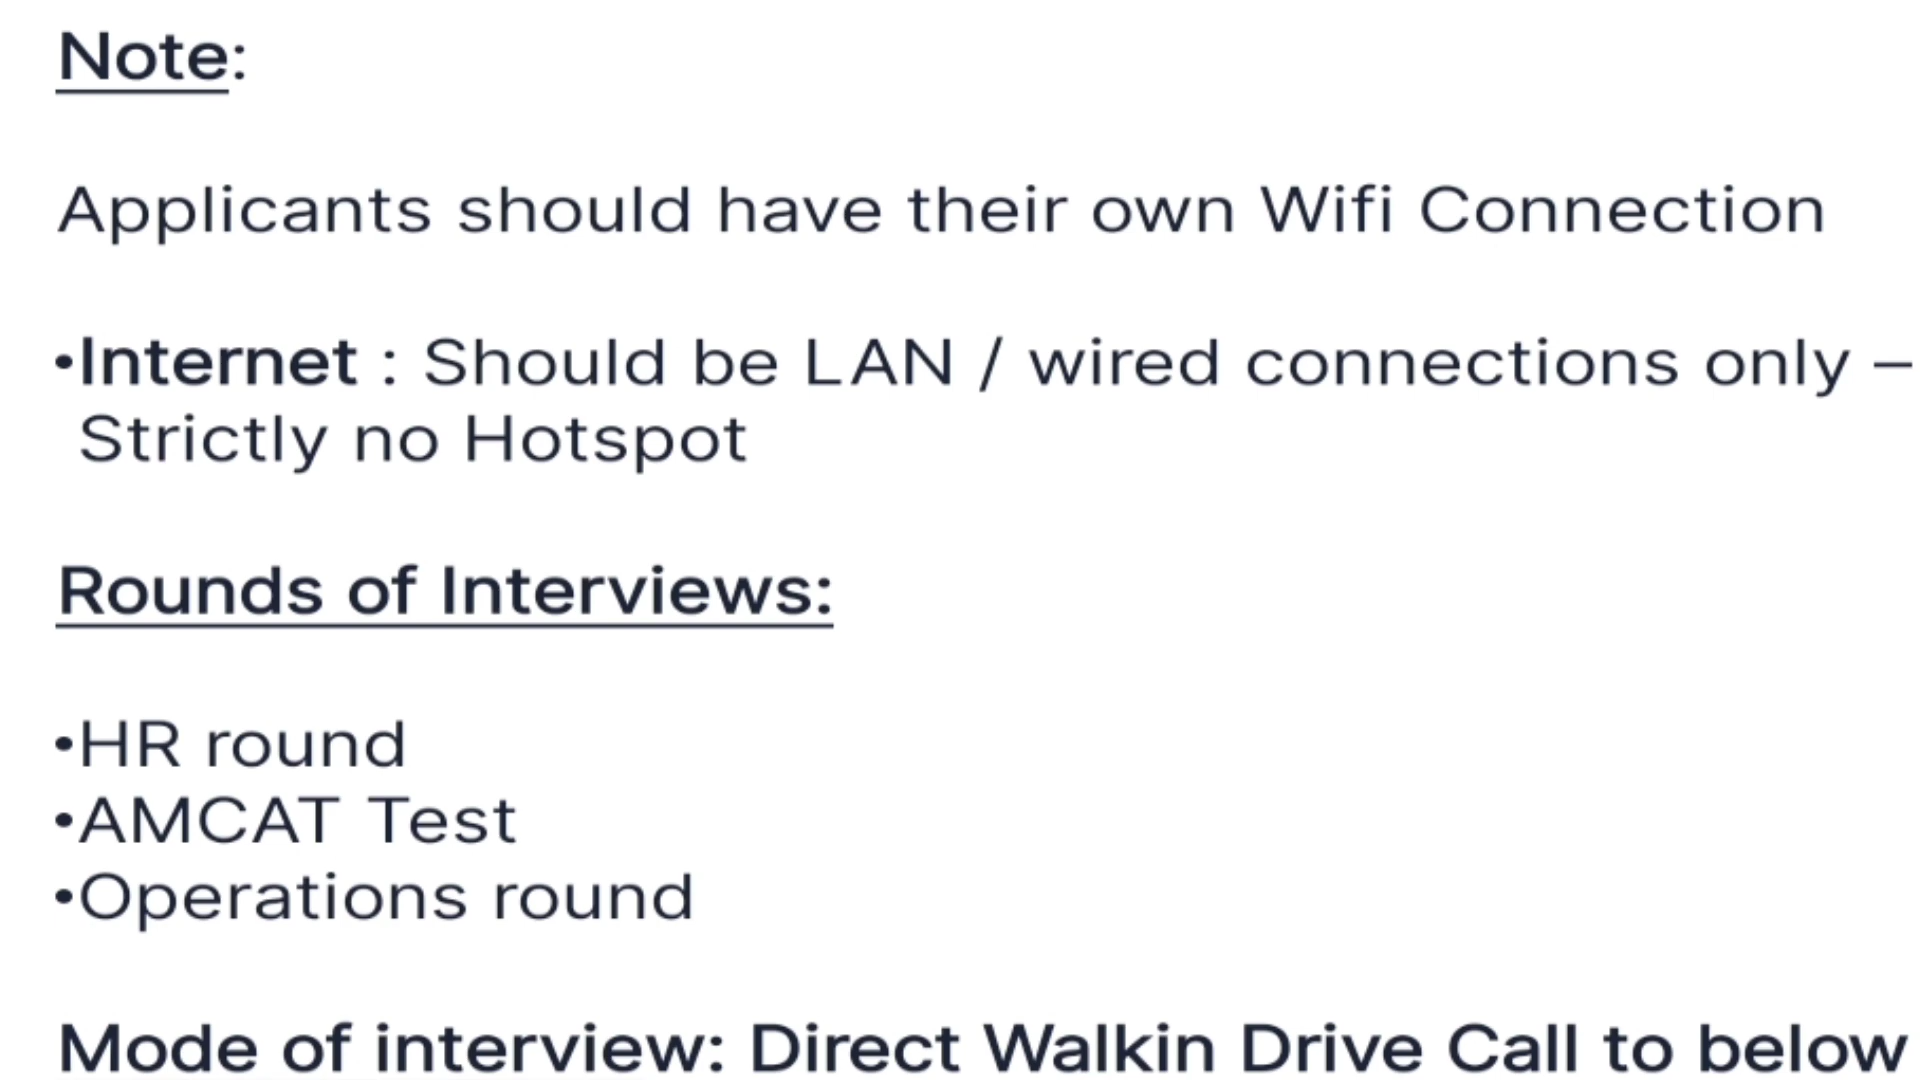 Note:
Applicants should have their own Wifi Connection
•Internet : Should be LAN / wired connections only –
Strictly no Hotspot
Rounds of Interviews:
•HR round
•AMCAT Test
•Operations round
Mode of interview: Direct Walkin Drive Call to below